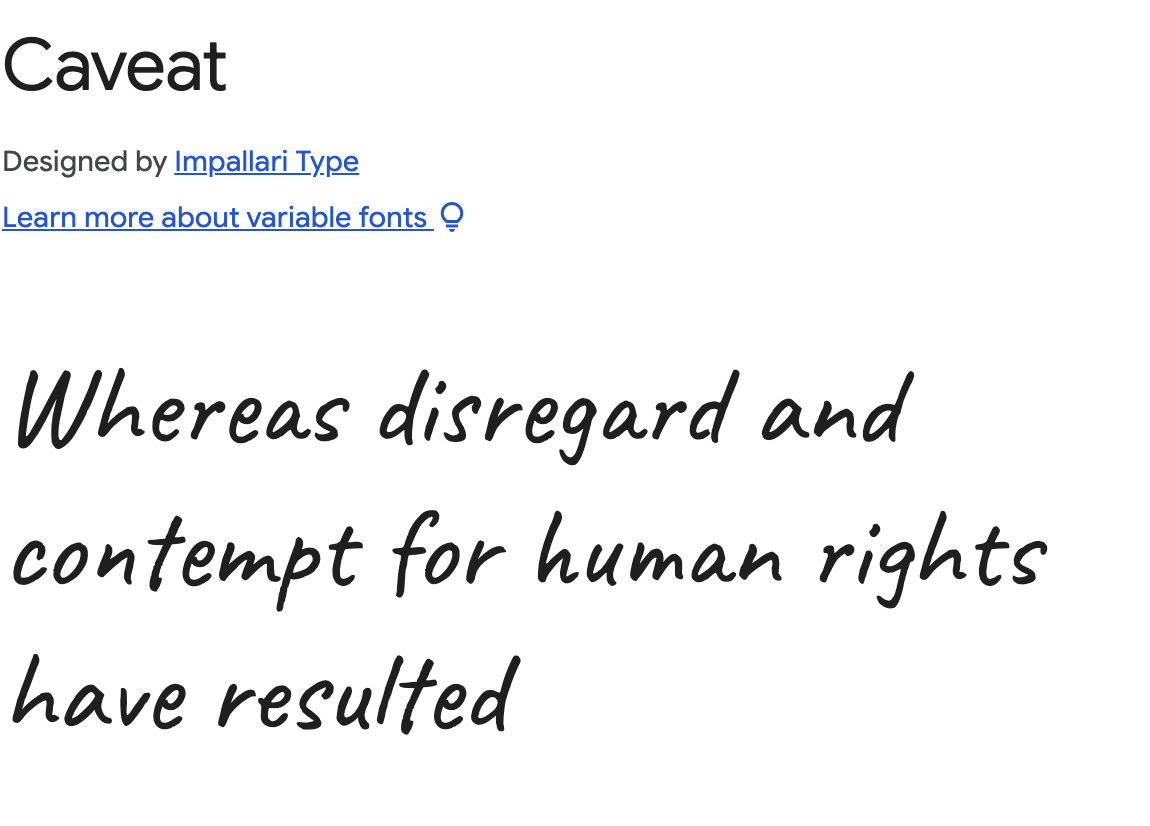 Caveat
Designed by Impallari Type
Learn more about variable fonts
Whereas disregard and
contempt for human rights
have resulted